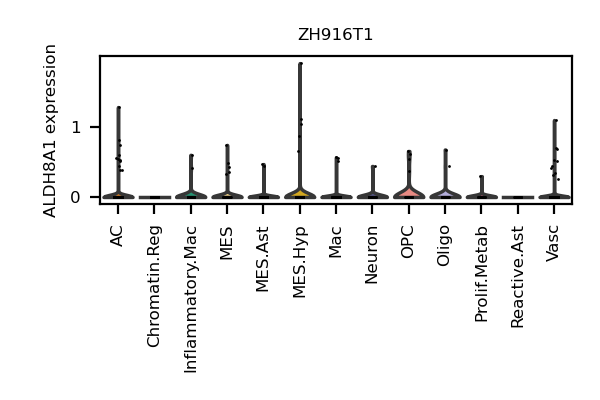 ZH916T1
ALDH8A1 expression
1
0
AC
Chromatin.Reg
Inflammatory.Mac
MES
MES.Ast
MES.Hyp
Mac
Neuron
OPC
Oligo
Prolif.Metab
Reactive.Ast
Vasc